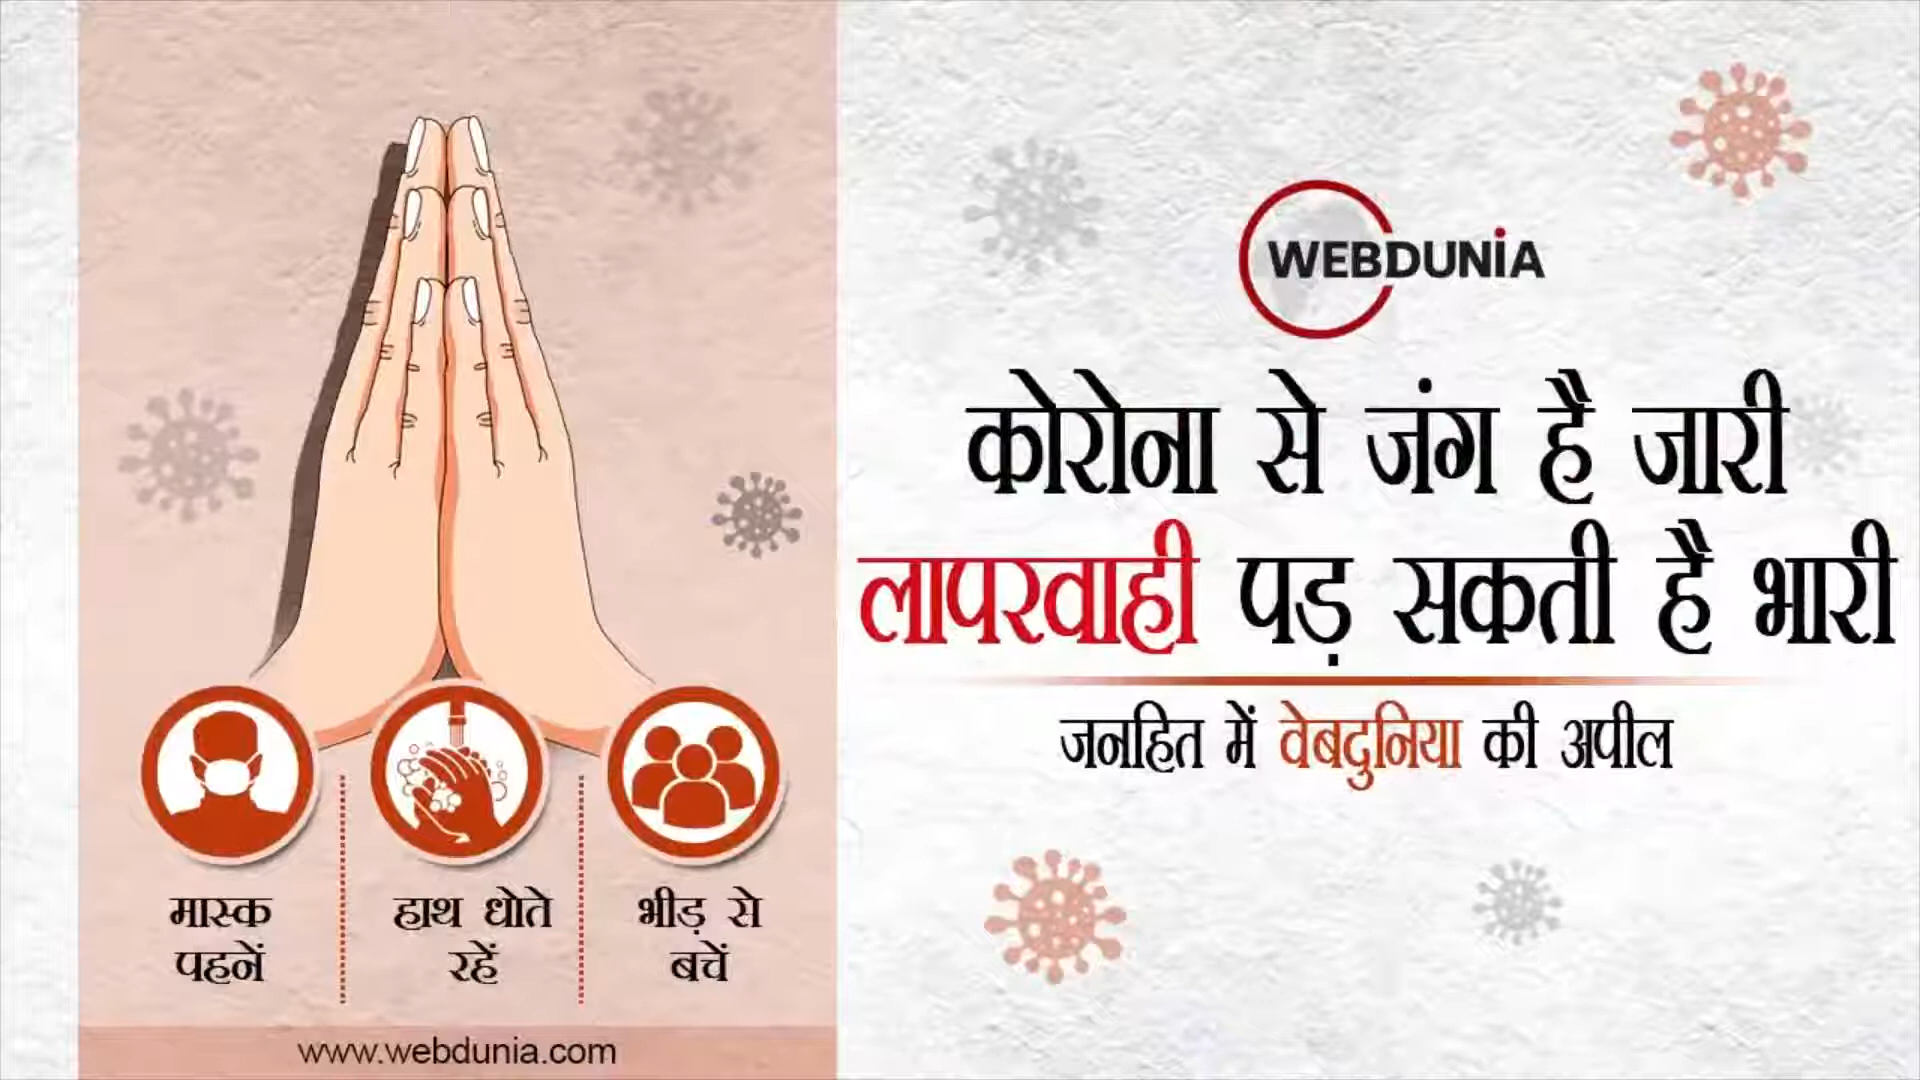 WEBDUNIA
कोरोना से जंग है जारी
लापरवाही पड़ सकती है भारी
जनहित में वेबदुनिया की अपील
मास्क
पहनें
हाथ धोते
रहें
भीड़ से
बचें
www.webdunia.com